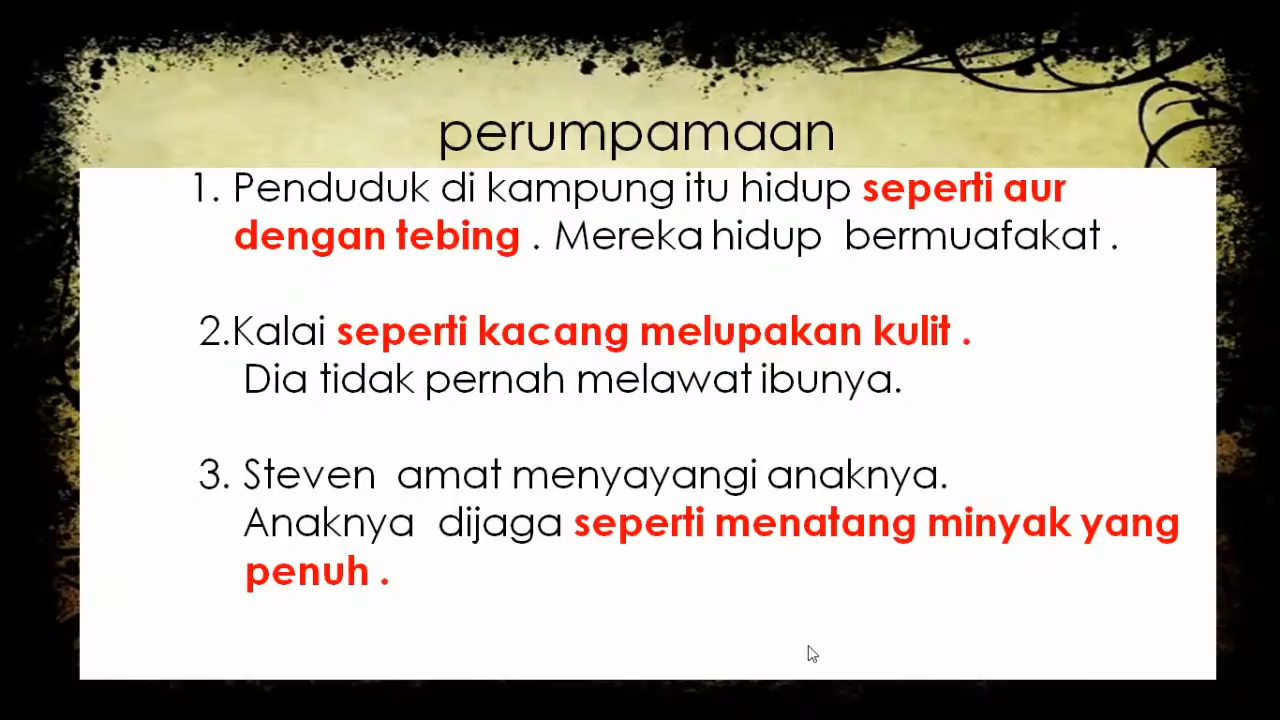 perumpamaan
1. Penduduk di kampung itu hidup seperti aur
dengan tebing . Mereka hidup bermuafakat .
2.Kalai seperti kacang melupakan kulit .
Dia tidak pernah melawat ibunya.
3. Steven amat menyayangi anaknya.
Anaknya dijaga seperti menatang minyak yang
penuh .